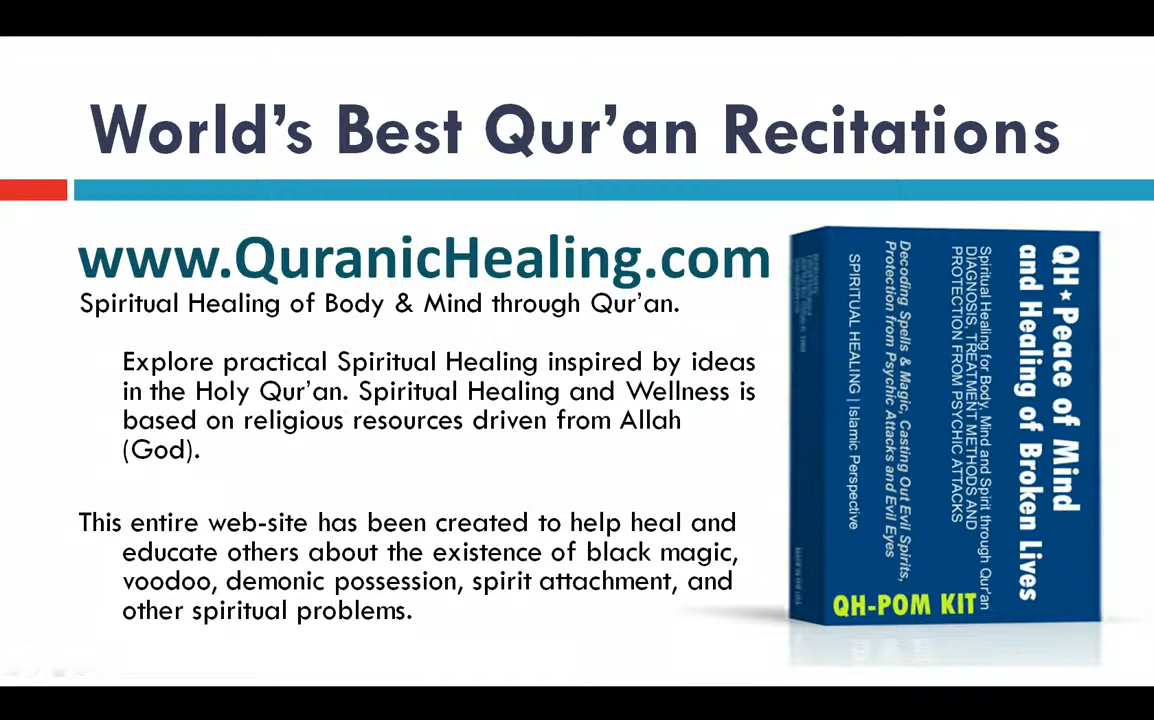 World's Best Qur'an Recitations
www.QuranicHealing.com
Spiritual Healing of Body & Mind through Qur'an.
Explore practical Spiritual Healing inspired by ideas
in the Holy Qur'an. Spiritual Healing and Wellness is
based on religious resources driven from Allah
(God).
This entire web-site has been created to help heal and
educate others about the existence of black magic,
voodoo, demonic possession, spirit attachment, and
other spiritual problems.
QH★Peace of Mind
and Healing of Broken Lives
Spiritual Healing for Body, Mind and Spirit through Qur'an
DIAGNOSIS, TREATMENT METHODS AND
PROTECTION FROM PSYCHIC ATTACKS
Decoding Spells & Magic, Casting Out Evil Spirits,
Protection from Psychic Attacks and Evil Eyes
SPIRITUAL HEALING | Islamic Perspective
QH-POM KIT